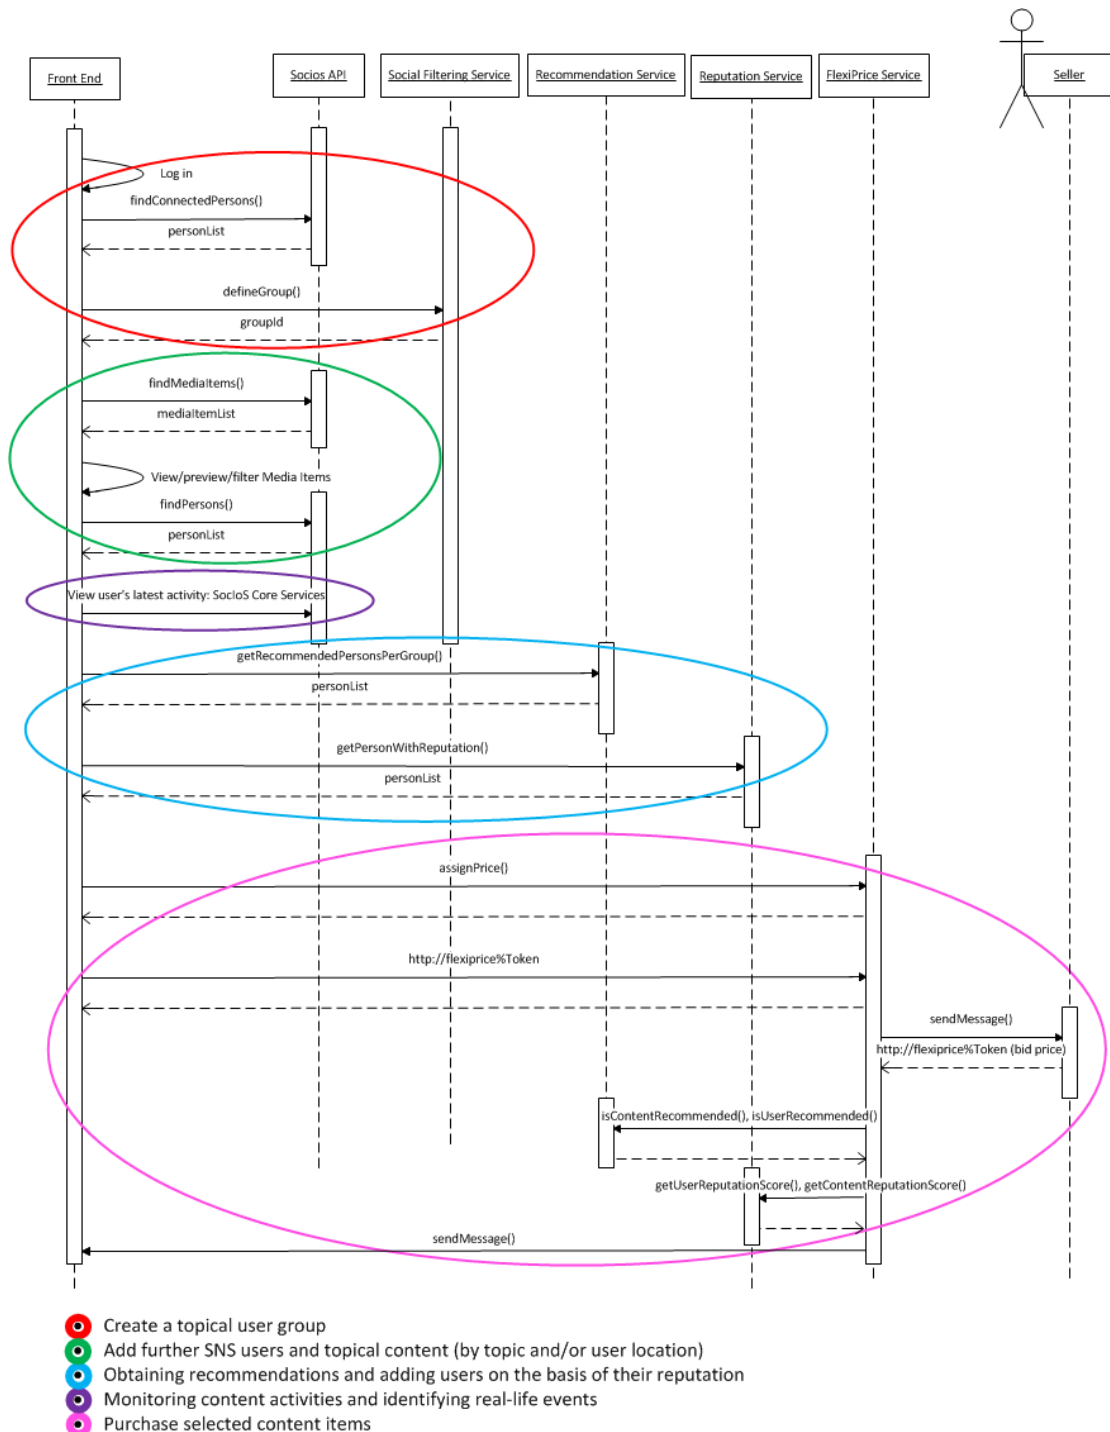 Front End
Socios API
Social Filtering Service
Recommendation Service
Reputation Service
FlexiPrice Service
Seller
Log in
findConnectedPersons()
personList
defineGroup()
groupId
findMediaItems()
mediaItemList
View/preview/filter Media Items
findPersons()
personList
View user's latest activity: SocIoS Core Services
getRecommendedPersonsPerGroup()
personList
getPersonWithReputation()
personList
assignPrice()
http://flexiprice%Token
sendMessage()
http://flexiprice%Token (bid price)
isContentRecommended(), isUserRecommended()
getUserReputationScore(), getContentReputationScore()
sendMessage()
Create a topical user group
Add further SNS users and topical content (by topic and/or user location)
Obtaining recommendations and adding users on the basis of their reputation
Monitoring content activities and identifying real-life events
Purchase selected content items